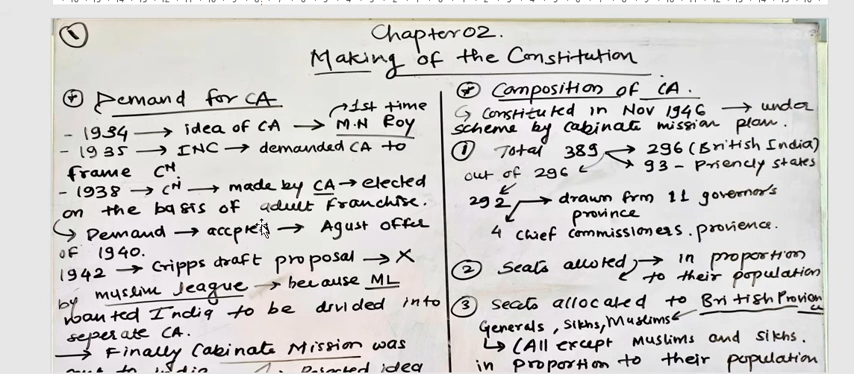 1
Chapter 02.
Making of the Constitution
Demand for CA
1st time
- 1934 → idea of CA → M.N Roy
- 1935 → INC → demanded CA to
frame CN.
- 1938 → CN → made by CA → elected
on the basis of adult Franchise.
↳ Demand → accpted → Agust offer
of 1940.
1942 → Cripps draft proposal → X
by muslim league → because ML
wanted India to be divided into
seperate CA.
→ Finally Cabinate Mission was
Composition of CA.
↳ Constituted in Nov 1946 → under
scheme by cabinate mission plan.
① Total 389 → 296 (British India)
→ 93 - Priencly states
out of 296
292 → drawn frm 11 governor's
province
4 chief commissioners. provience.
② Seats alloted → in proportion
to their population
③ Seats allocated to British
Generals, Sikhs, Muslims
↳ (All except Muslims and sikhs.
in proportion to their population